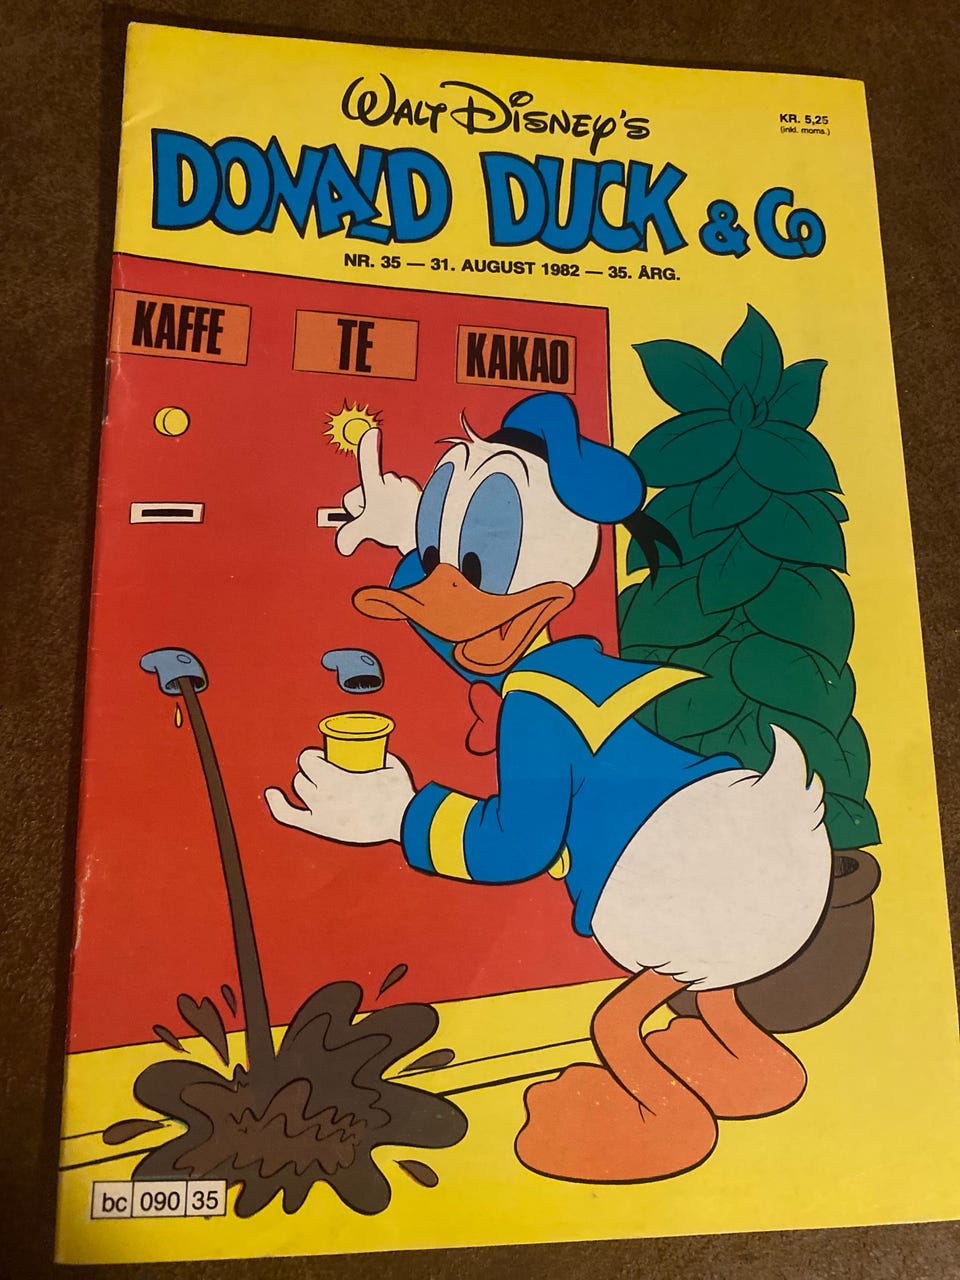 WALT DISNEY'S
KR. 5,25
(inkl. moms.)
DONALD DUCK & Co
NR. 35 — 31. AUGUST 1982 — 35. ÅRG.
KAFFE TE KAKAO
bc 090 35